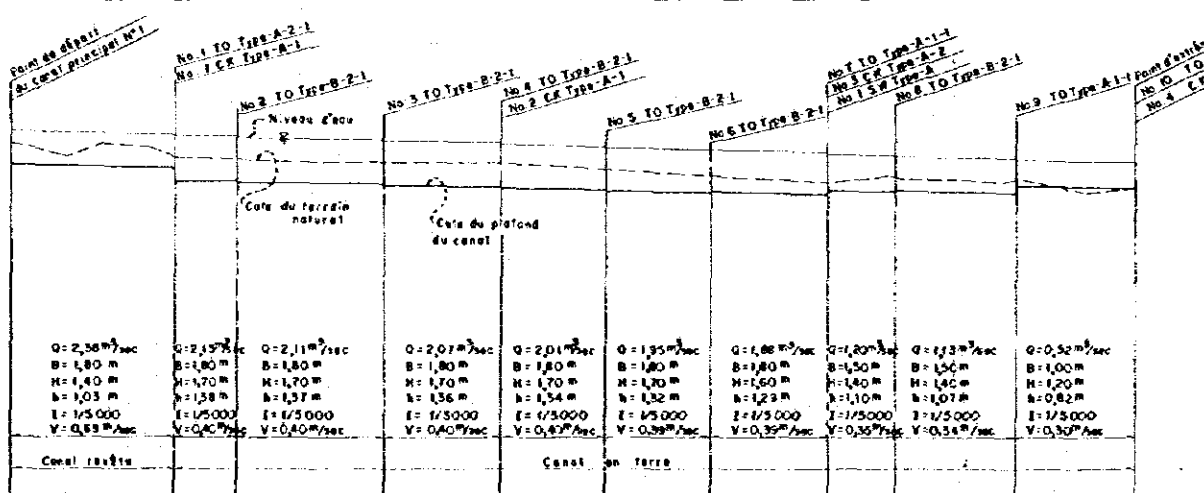 Point de départ
du canal principal N°1
No. 1 TO Type-A-2-1
No. 1 CK Type-A-1
No. 2 TO Type-B-2-1
No. 3 TO Type-B-2-1
No. 4 TO Type-B-2-1
No. 2 CK Type-A-1
No. 5 TO Type-B-2-1
No. 6 TO Type-B-2-1
No. 7 TO Type-A-1-1
No. 3 CK Type-A-2
No. 1 SW Type-A
No. 8 TO Type-B-2-1
No. 9 TO Type-A-1-1
No. 10 TO
No. 4
Niveau d'eau
Cote du terrain
naturel
Cote du plafond
du canal
Q = 2,38 m³/sec
B = 1,80 m
H = 1,40 m
h = 1,03 m
I = 1/5000
V = 0,69 m/sec
Q = 2,15 m³/sec
B = 1,80 m
H = 1,70 m
h = 1,38 m
I = 1/5000
V = 0,40 m/sec
Q = 2,11 m³/sec
B = 1,80 m
H = 1,70 m
h = 1,37 m
I = 1/5000
V = 0,40 m/sec
Q = 2,07 m³/sec
B = 1,80 m
H = 1,70 m
h = 1,36 m
I = 1/5000
V = 0,40 m/sec
Q = 2,01 m³/sec
B = 1,80 m
H = 1,70 m
h = 1,34 m
I = 1/5000
V = 0,40 m/sec
Q = 1,95 m³/sec
B = 1,80 m
H = 1,70 m
h = 1,32 m
I = 1/5000
V = 0,39 m/sec
Q = 1,88 m³/sec
B = 1,80 m
H = 1,60 m
h = 1,29 m
I = 1/5000
V = 0,39 m/sec
Q = 1,20 m³/sec
B = 1,50 m
H = 1,40 m
h = 1,10 m
I = 1/5000
V = 0,35 m/sec
Q = 1,13 m³/sec
B = 1,50 m
H = 1,40 m
h = 1,07 m
I = 1/5000
V = 0,34 m/sec
Q = 0,52 m³/sec
B = 1,00 m
H = 1,20 m
h = 0,82 m
I = 1/5000
V = 0,30 m/sec
Canal revêtu
Canal en terre